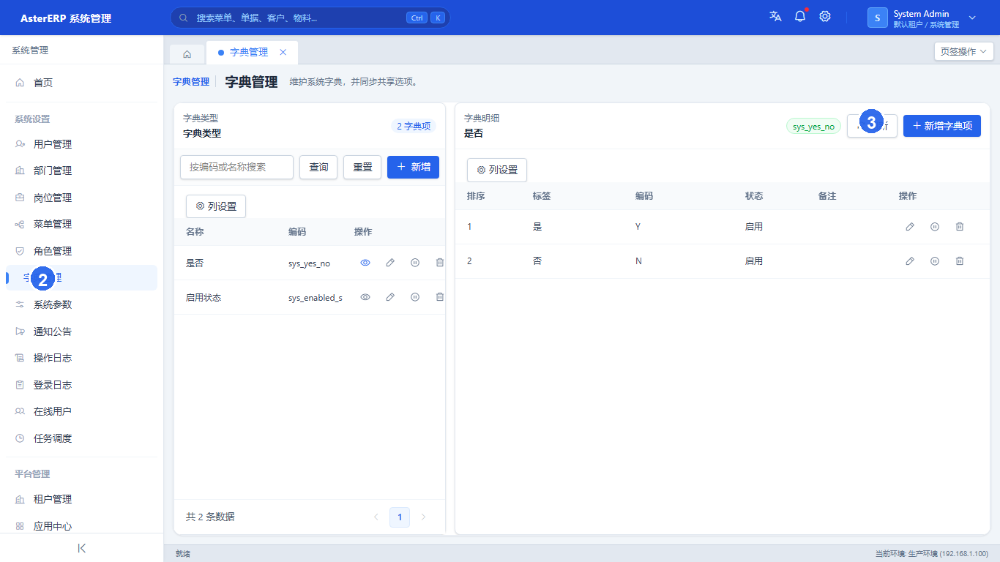 AsterERP 系统管理
搜索菜单、单据、客户、物料...
Ctrl
K
S
System Admin
默认租户 / 系统管理
系统管理
首页
系统设置
用户管理
部门管理
岗位管理
菜单管理
角色管理
2
系统参数
通知公告
操作日志
登录日志
在线用户
任务调度
平台管理
租户管理
应用中心
字典管理
页签操作
字典管理
字典管理
维护系统字典，并同步共享选项。
字典类型
字典类型
2 字典项
按编码或名称搜索
查询
重置
新增
列设置
名称 编码 操作
是否 sys_yes_no
启用状态 sys_enabled_s
共 2 条数据
1
字典明细
是否
sys_yes_no
3
新增字典项
列设置
排序 标签 编码 状态 备注 操作
1 是 Y 启用
2 否 N 启用
就绪
当前环境: 生产环境 (192.168.1.100)